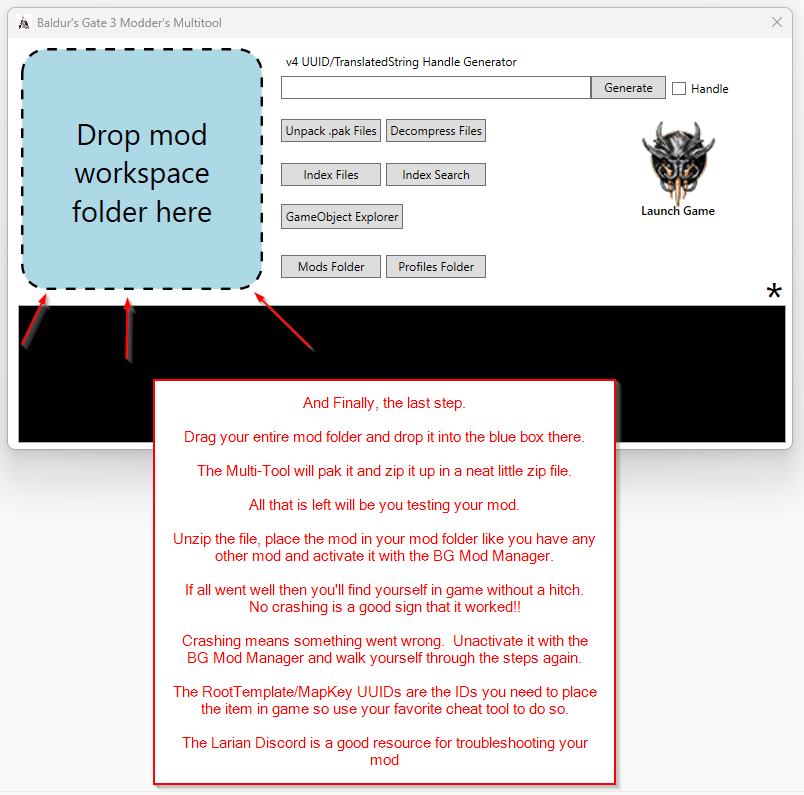 Baldur's Gate 3 Modder's Multitool
Drop mod
workspace
folder here
v4 UUID/TranslatedString Handle Generator
Generate
Handle
Unpack .pak Files
Decompress Files
Index Files
Index Search
GameObject Explorer
Launch Game
Mods Folder
Profiles Folder
*
And Finally, the last step.
Drag your entire mod folder and drop it into the blue box there.
The Multi-Tool will pak it and zip it up in a neat little zip file.
All that is left will be you testing your mod.
Unzip the file, place the mod in your mod folder like you have any
other mod and activate it with the BG Mod Manager.
If all went well then you'll find yourself in game without a hitch.
No crashing is a good sign that it worked!!
Crashing means something went wrong.  Unactivate it with the
BG Mod Manager and walk yourself through the steps again.
The RootTemplate/MapKey UUIDs are the IDs you need to place
the item in game so use your favorite cheat tool to do so.
The Larian Discord is a good resource for troubleshooting your
mod